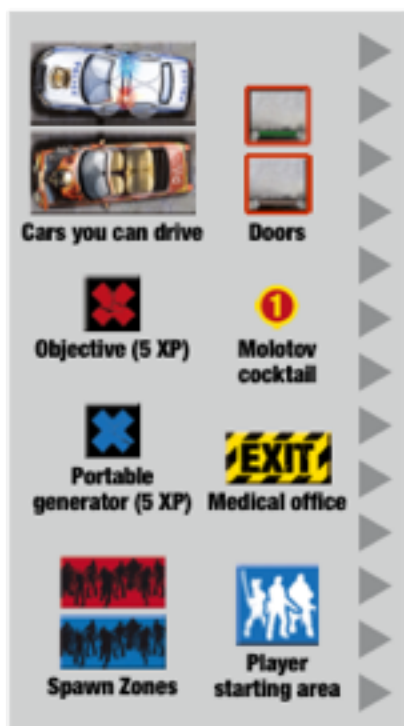 Cars you can drive
Doors
Objective (5 XP)
1
Molotov
cocktail
Portable
generator (5 XP)
EXIT
Medical office
Spawn Zones
Player
starting area